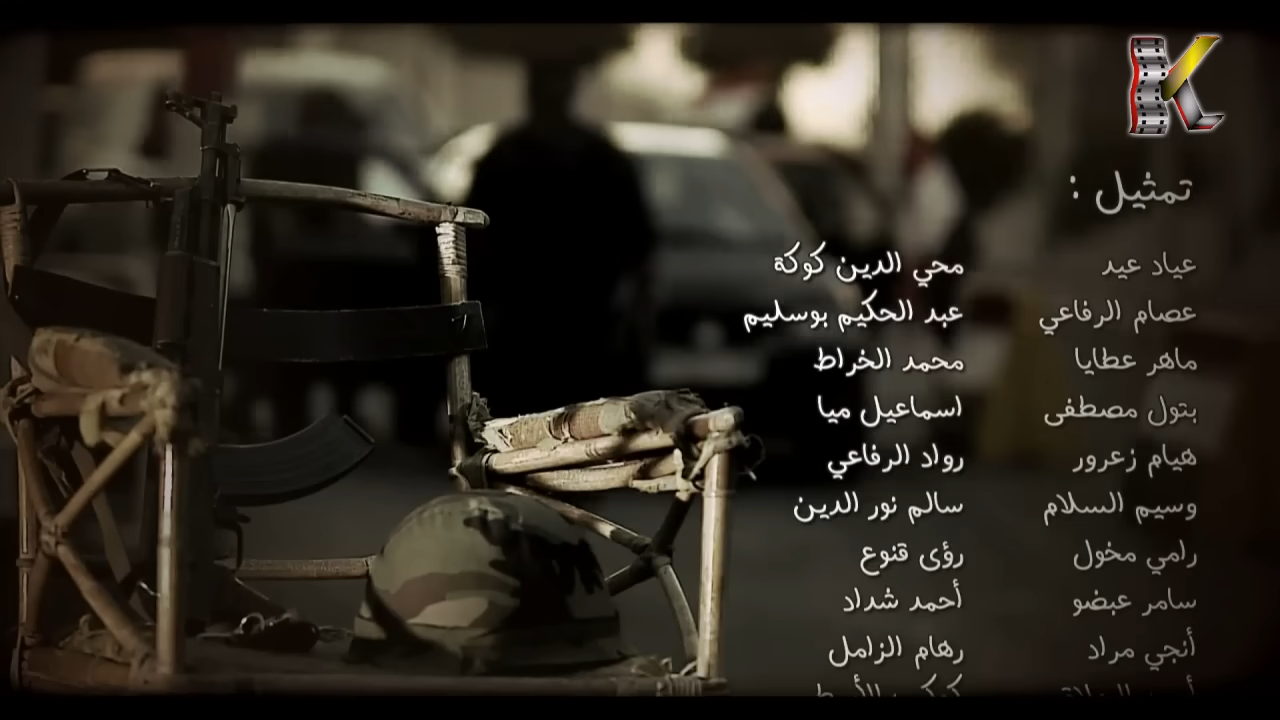 K
تمثيل :
عياد عيد محي الدين كوكة
عصام الرفاعي عبد الحكيم بوسليم
ماهر عطايا محمد الخراط
بتول مصطفى اسماعيل ميا
هيام زعرور رواد الرفاعي
وسيم السلام سالم نور الدين
رامي مخول رؤى قنوع
سامر عبضو أحمد شداد
أنجي مراد رهام الزامل